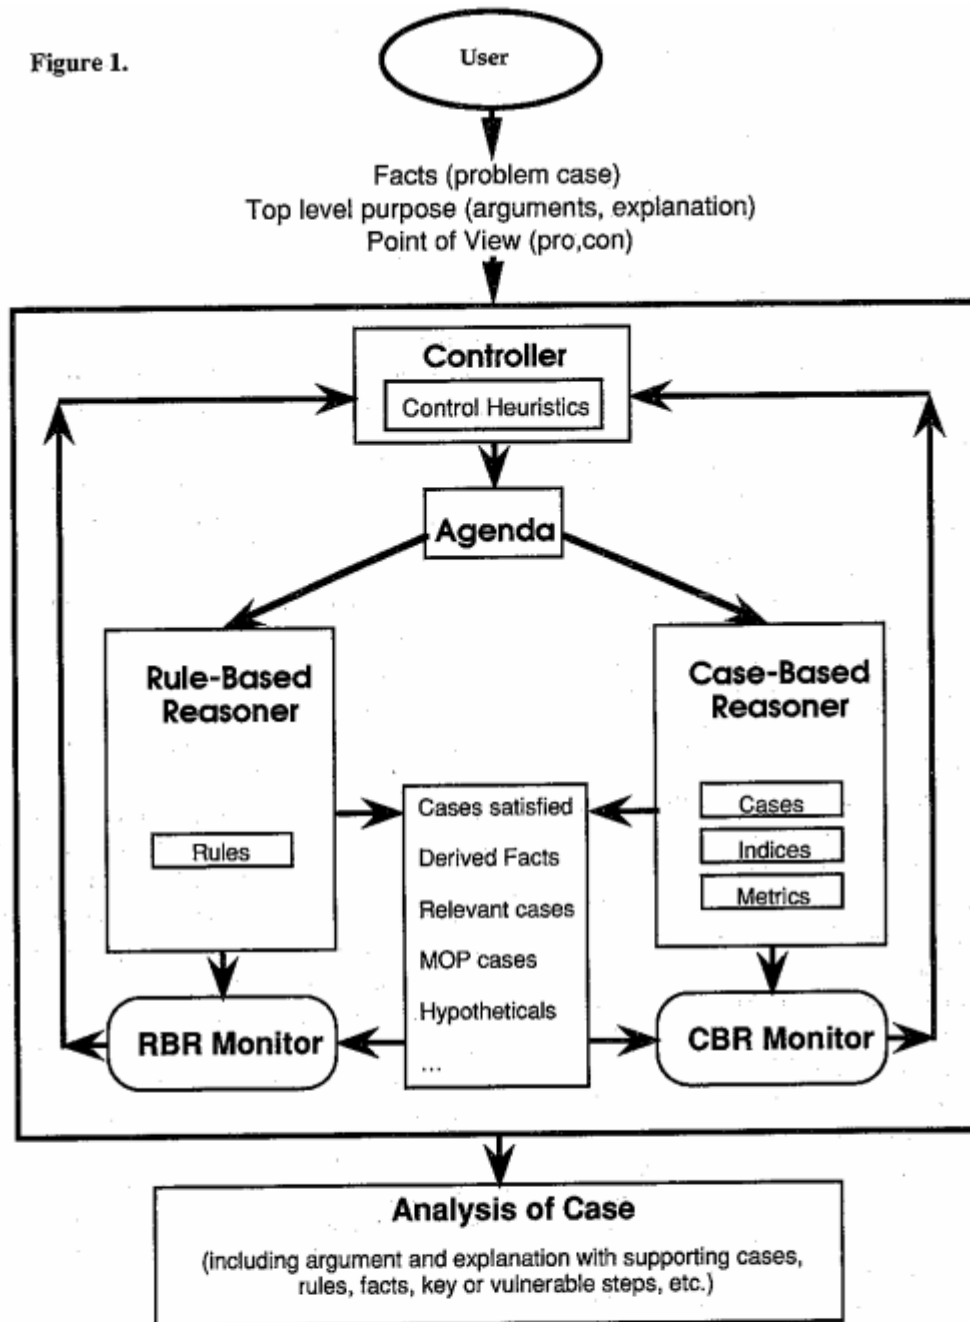 Figure 1.
User
Facts (problem case)
Top level purpose (arguments, explanation)
Point of View (pro,con)
Controller
Control Heuristics
Agenda
Rule-Based
Reasoner
Rules
Case-Based
Reasoner
Cases
Indices
Metrics
Cases satisfied
Derived Facts
Relevant cases
MOP cases
Hypotheticals
...
RBR Monitor
CBR Monitor
Analysis of Case
(including argument and explanation with supporting cases,
rules, facts, key or vulnerable steps, etc.)